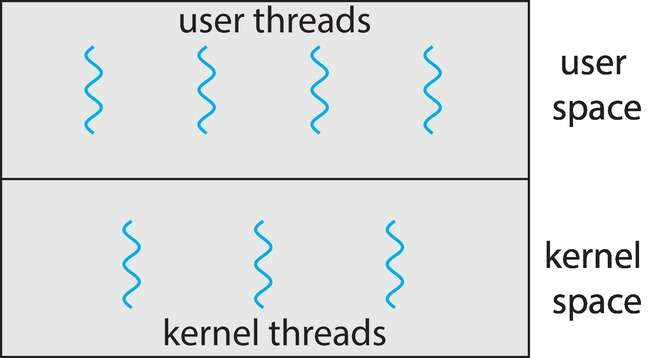 user threads
user
space
kernel
space
kernel threads